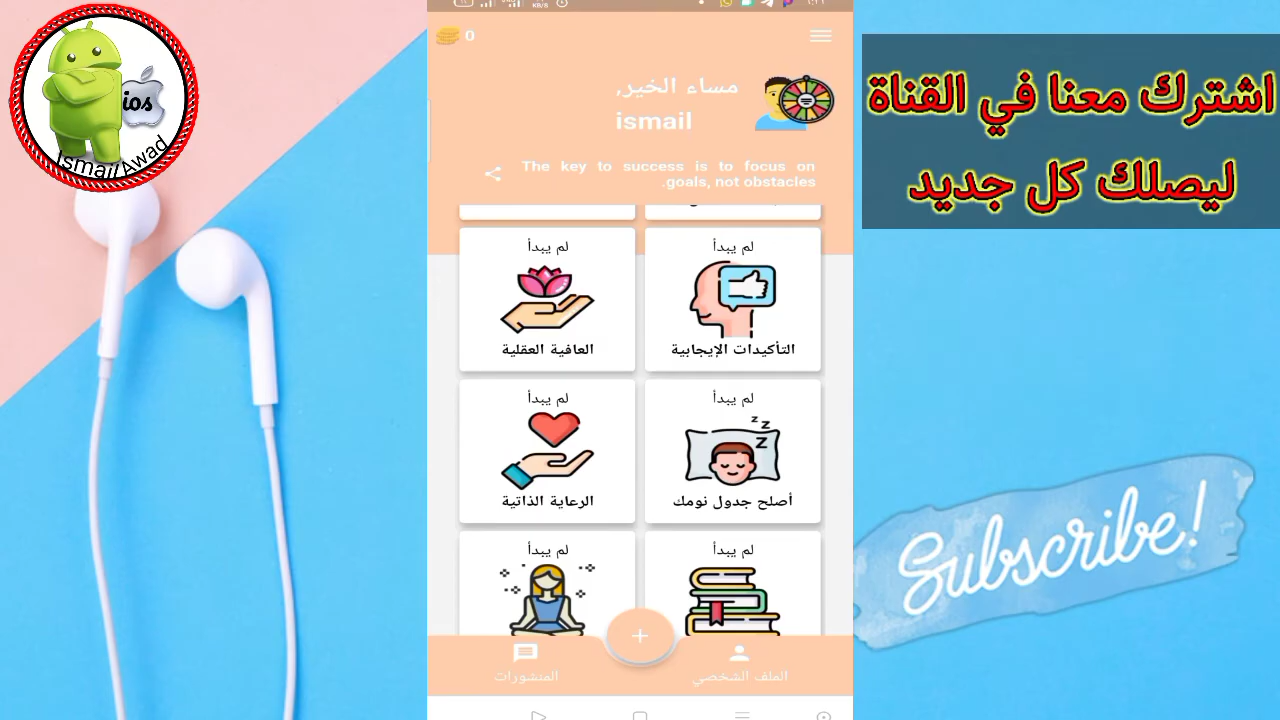 ios
Ismail Awad
KB/S
0
مساء الخير,
ismail
The key to success is to focus on
.goals, not obstacles
لم يبدأ
العافية العقلية
لم يبدأ
التأكيدات الإيجابية
لم يبدأ
الرعاية الذاتية
لم يبدأ
z z z
أصلح جدول نومك
لم يبدأ
لم يبدأ
+
المنشورات
الملف الشخصي
اشترك معنا في القناة
ليصلك كل جديد
Subscribe!